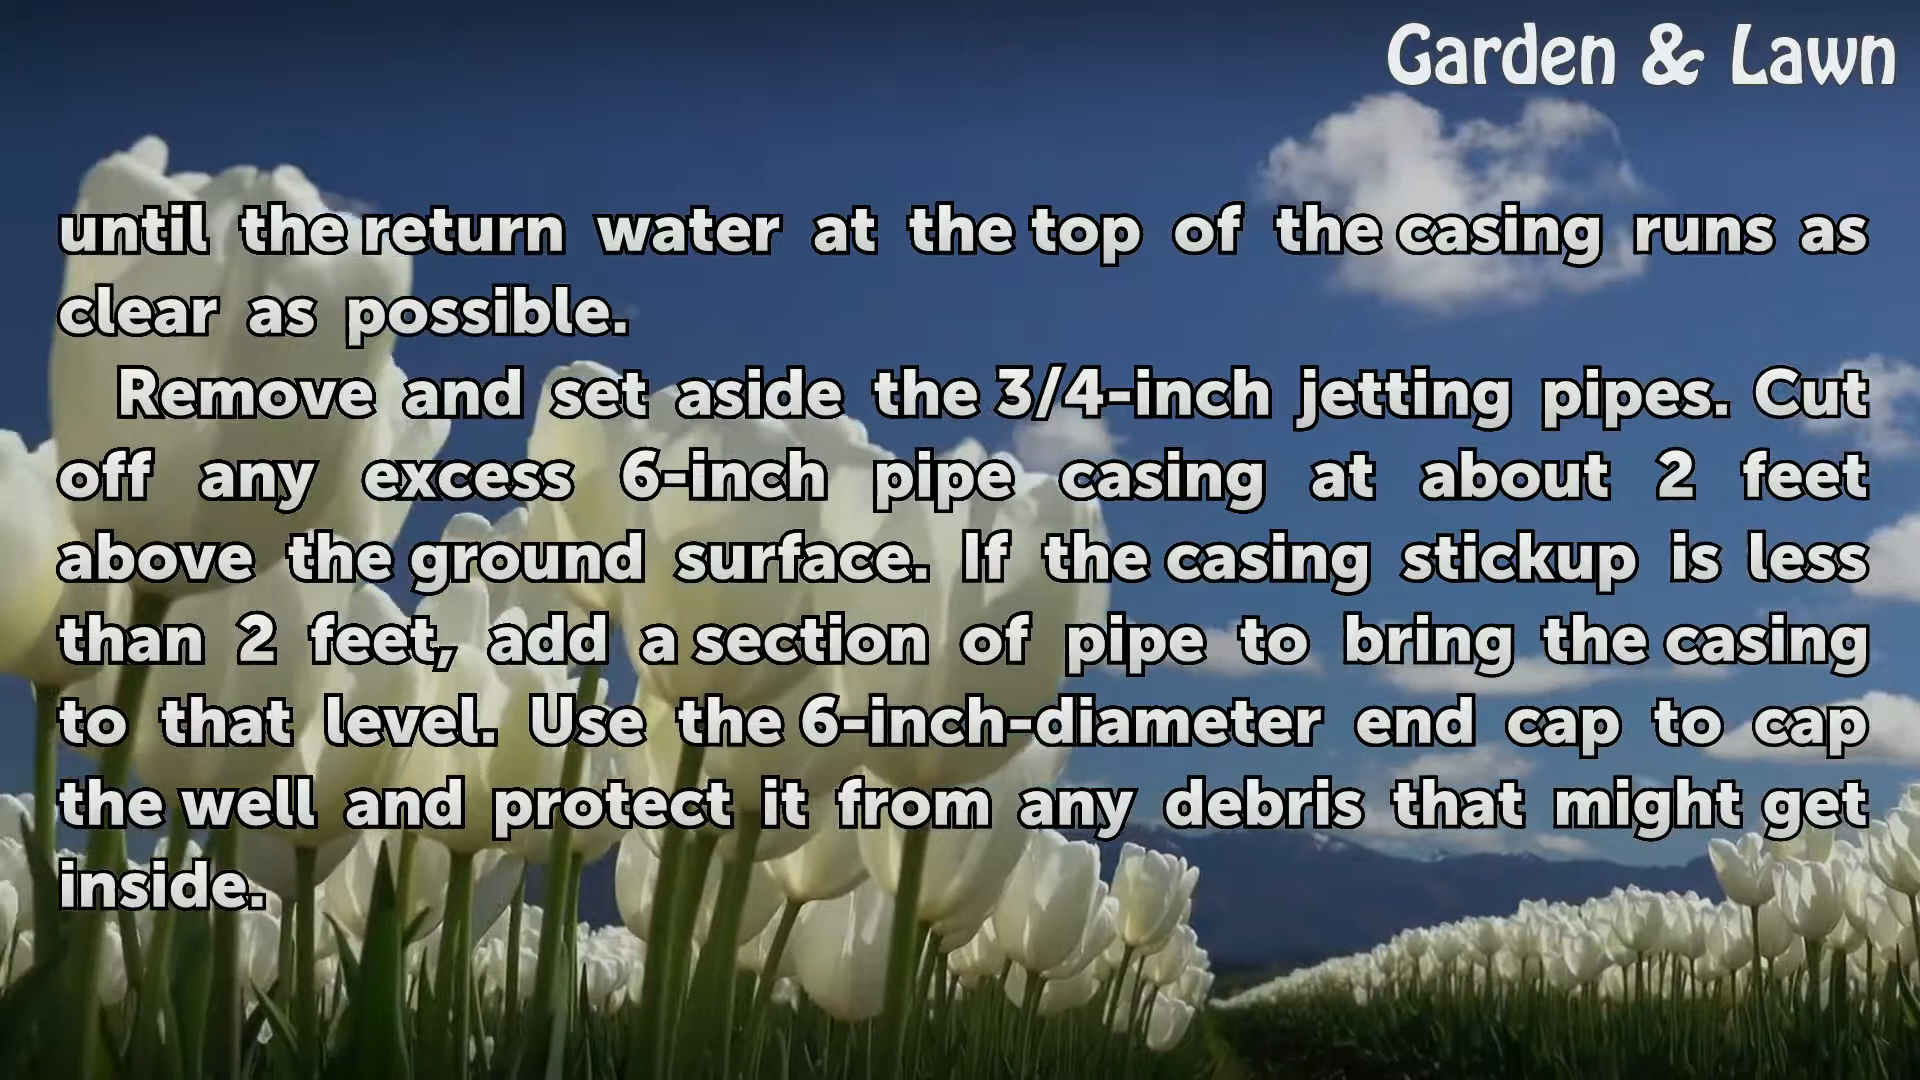 Garden & Lawn
until the return water at the top of the casing runs as
clear as possible.
Remove and set aside the 3/4-inch jetting pipes. Cut
off any excess 6-inch pipe casing at about 2 feet
above the ground surface. If the casing stickup is less
than 2 feet, add a section of pipe to bring the casing
to that level. Use the 6-inch-diameter end cap to cap
the well and protect it from any debris that might get
inside.